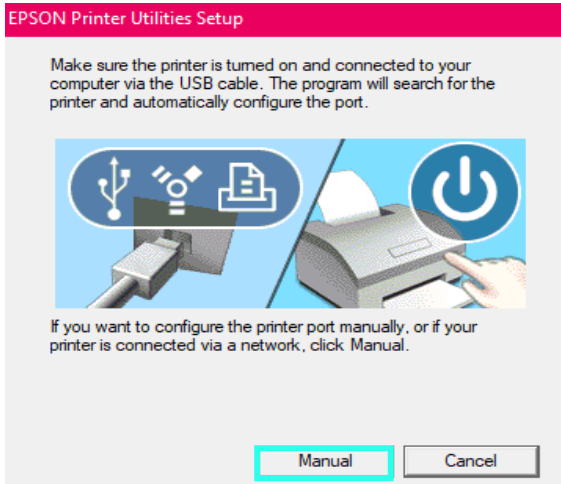 EPSON Printer Utilities Setup
Make sure the printer is turned on and connected to your
computer via the USB cable. The program will search for the
printer and automatically configure the port.
If you want to configure the printer port manually, or if your
printer is connected via a network, click Manual.
Manual
Cancel